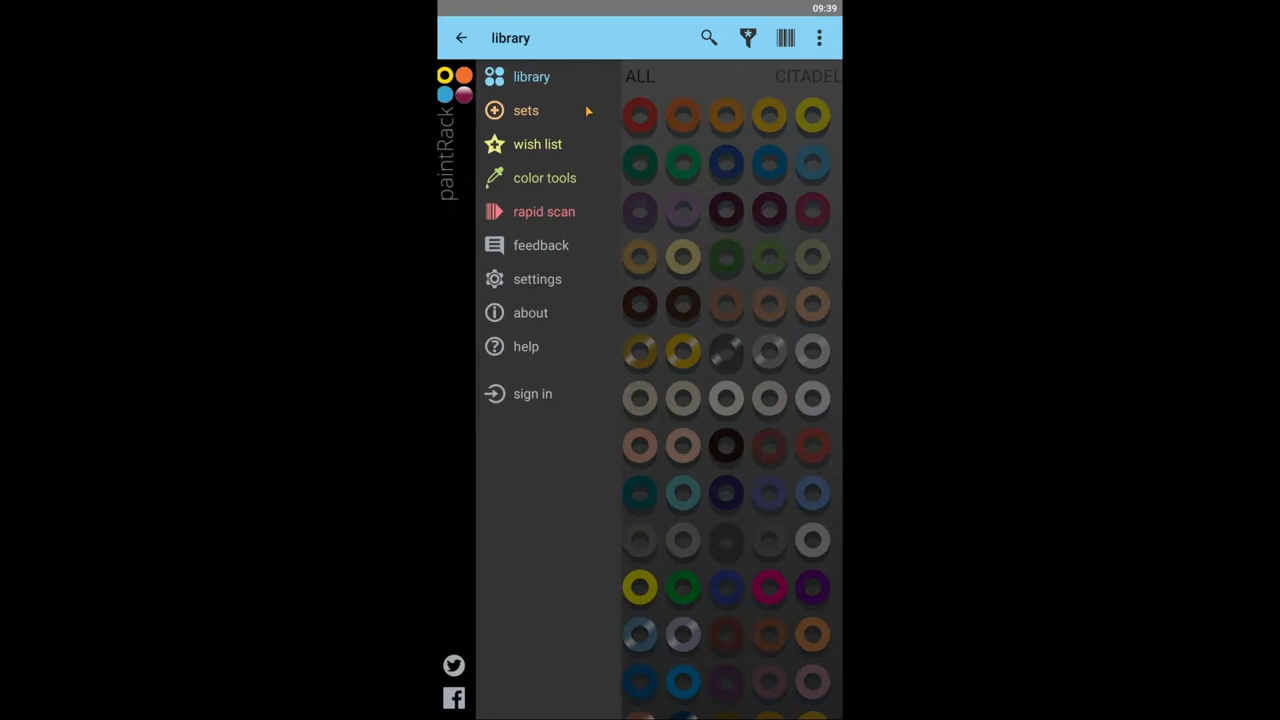 09:39
library
paintRack
library
sets
wish list
color tools
rapid scan
feedback
settings
about
help
sign in
ALL
CITADEL